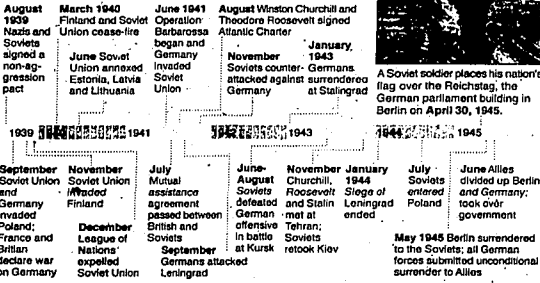 August
1939
Nazis and
Soviets
signed a
non-ag-
gression
pact
March 1940
Finland and Soviet
Union cease-fire
June Soviet
Union annexed
Estonia, Latvia
and Lithuania
June 1941
Operation
Barbarossa
began and
Germany
invaded
Soviet
Union
August Winston Churchill and
Theodore Roosevelt signed
Atlantic Charter
November
Soviets counter-
attacked against
Germany
January,
1943
Germans
surrendered
at Stalingrad
A Soviet soldier places his nation's
flag over the Reichstag, the
German parliament building in
Berlin on April 30, 1945.
1939 1941 1943 1944 1945
September
Soviet Union
and
Germany
invaded
Poland;
France and
Britian
declare war
on Germany
November
Soviet Union
invaded
Finland
December
League of
Nations
expelled
Soviet Union
July
Mutual
assistance
agreement
passed between
British and
Soviets
September
Germans attacked
Leningrad
June-
August
Soviets
defeated
German
offensive
in battle
at Kursk
November
Churchill,
Roosevelt
and Stalin
met at
Tehran;
Soviets
retook Kiev
January
1944
Siege of
Leningrad
ended
July
Soviets
entered
Poland
June Allies
divided up Berlin
and Germany;
took over
government
May 1945 Berlin surrendered
to the Soviets; all German
forces submitted unconditional
surrender to Allies